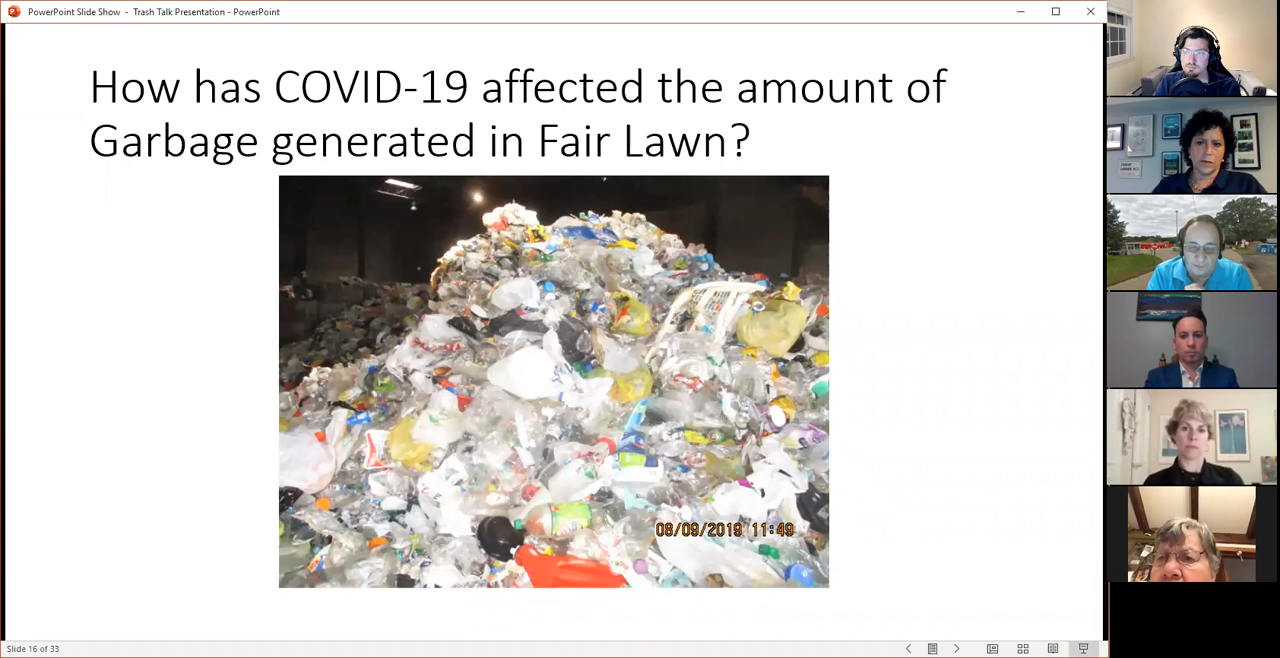 PowerPoint Slide Show - Trash Talk Presentation - PowerPoint
How has COVID-19 affected the amount of
Garbage generated in Fair Lawn?
08/09/2019 11:49
Slide 16 of 33